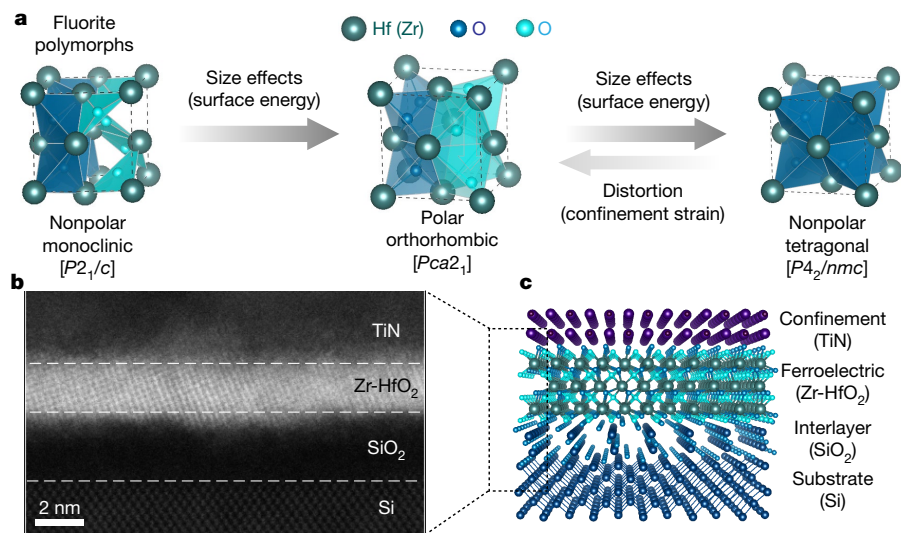 a
Fluorite
polymorphs
Hf (Zr)
O
O
Size effects
(surface energy)
Size effects
(surface energy)
Distortion
(confinement strain)
Nonpolar
monoclinic
[P2₁/c]
Polar
orthorhombic
[Pca2₁]
Nonpolar
tetragonal
[P4₂/nmc]
b
TiN
Zr-HfO₂
SiO₂
Si
2 nm
c
Confinement
(TiN)
Ferroelectric
(Zr-HfO₂)
Interlayer
(SiO₂)
Substrate
(Si)